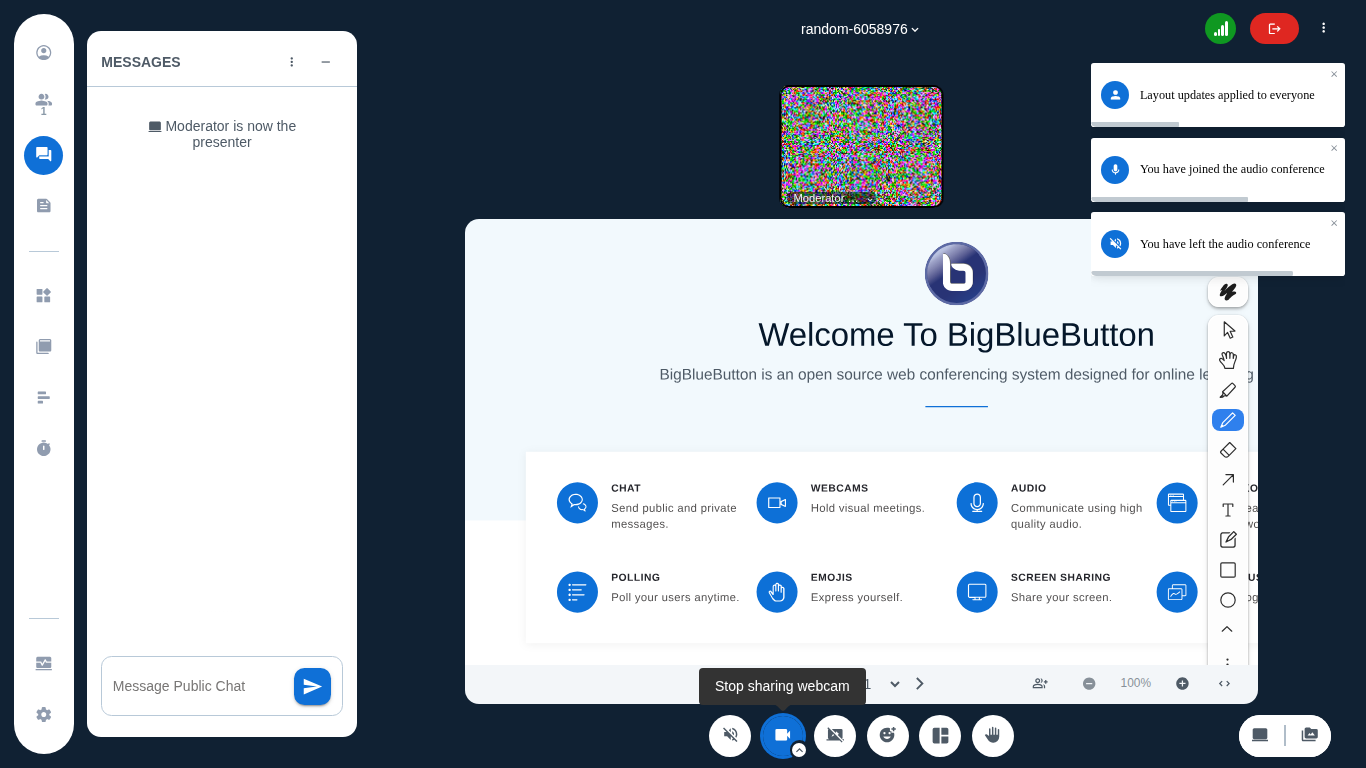 random-6058976
MESSAGES
1
Moderator is now the
presenter
Message Public Chat
Moderator
Layout updates applied to everyone
You have joined the audio conference
You have left the audio conference
Welcome To BigBlueButton
BigBlueButton is an open source web conferencing system designed for online
CHAT
Send public and private
messages.
WEBCAMS
Hold visual meetings.
AUDIO
Communicate using high
quality audio.
POLLING
Poll your users anytime.
EMOJIS
Express yourself.
SCREEN SHARING
Share your screen.
Stop sharing webcam
1
100%